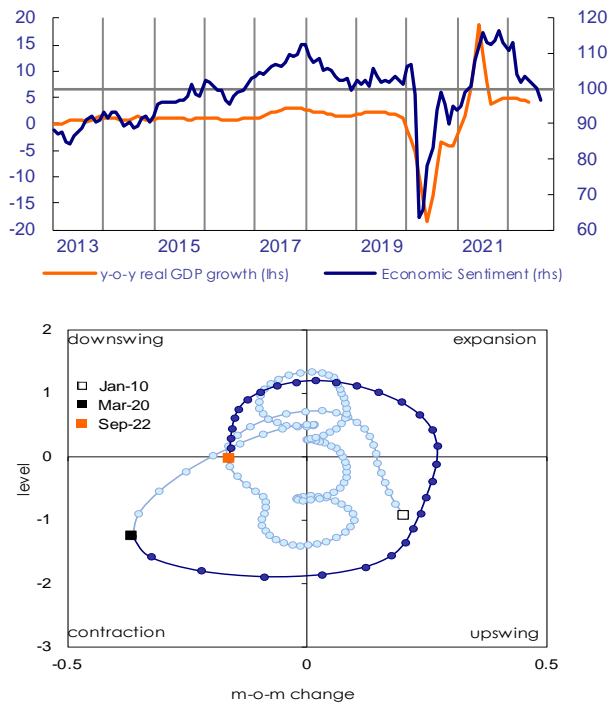 20 120
15 110
10 100
5
0 90
-5
-10 80
-15 70
-20 60
2013 2015 2017 2019 2021
y-o-y real GDP growth (lhs) Economic Sentiment (rhs)
2
downswing expansion
Jan-10
Mar-20
Sep-22
1
0
level
-1
-2
contraction upswing
-3
-0.5 0 0.5
m-o-m change